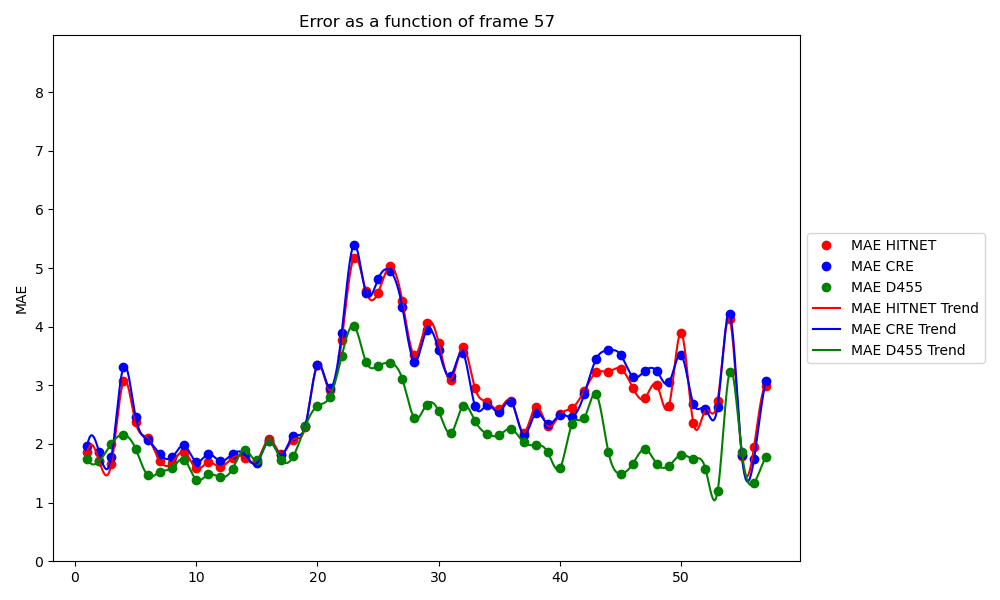 Error as a function of frame 57
MAE
8
7
6
5
4
3
2
1
0
0 10 20 30 40 50
MAE HITNET
MAE CRE
MAE D455
MAE HITNET Trend
MAE CRE Trend
MAE D455 Trend